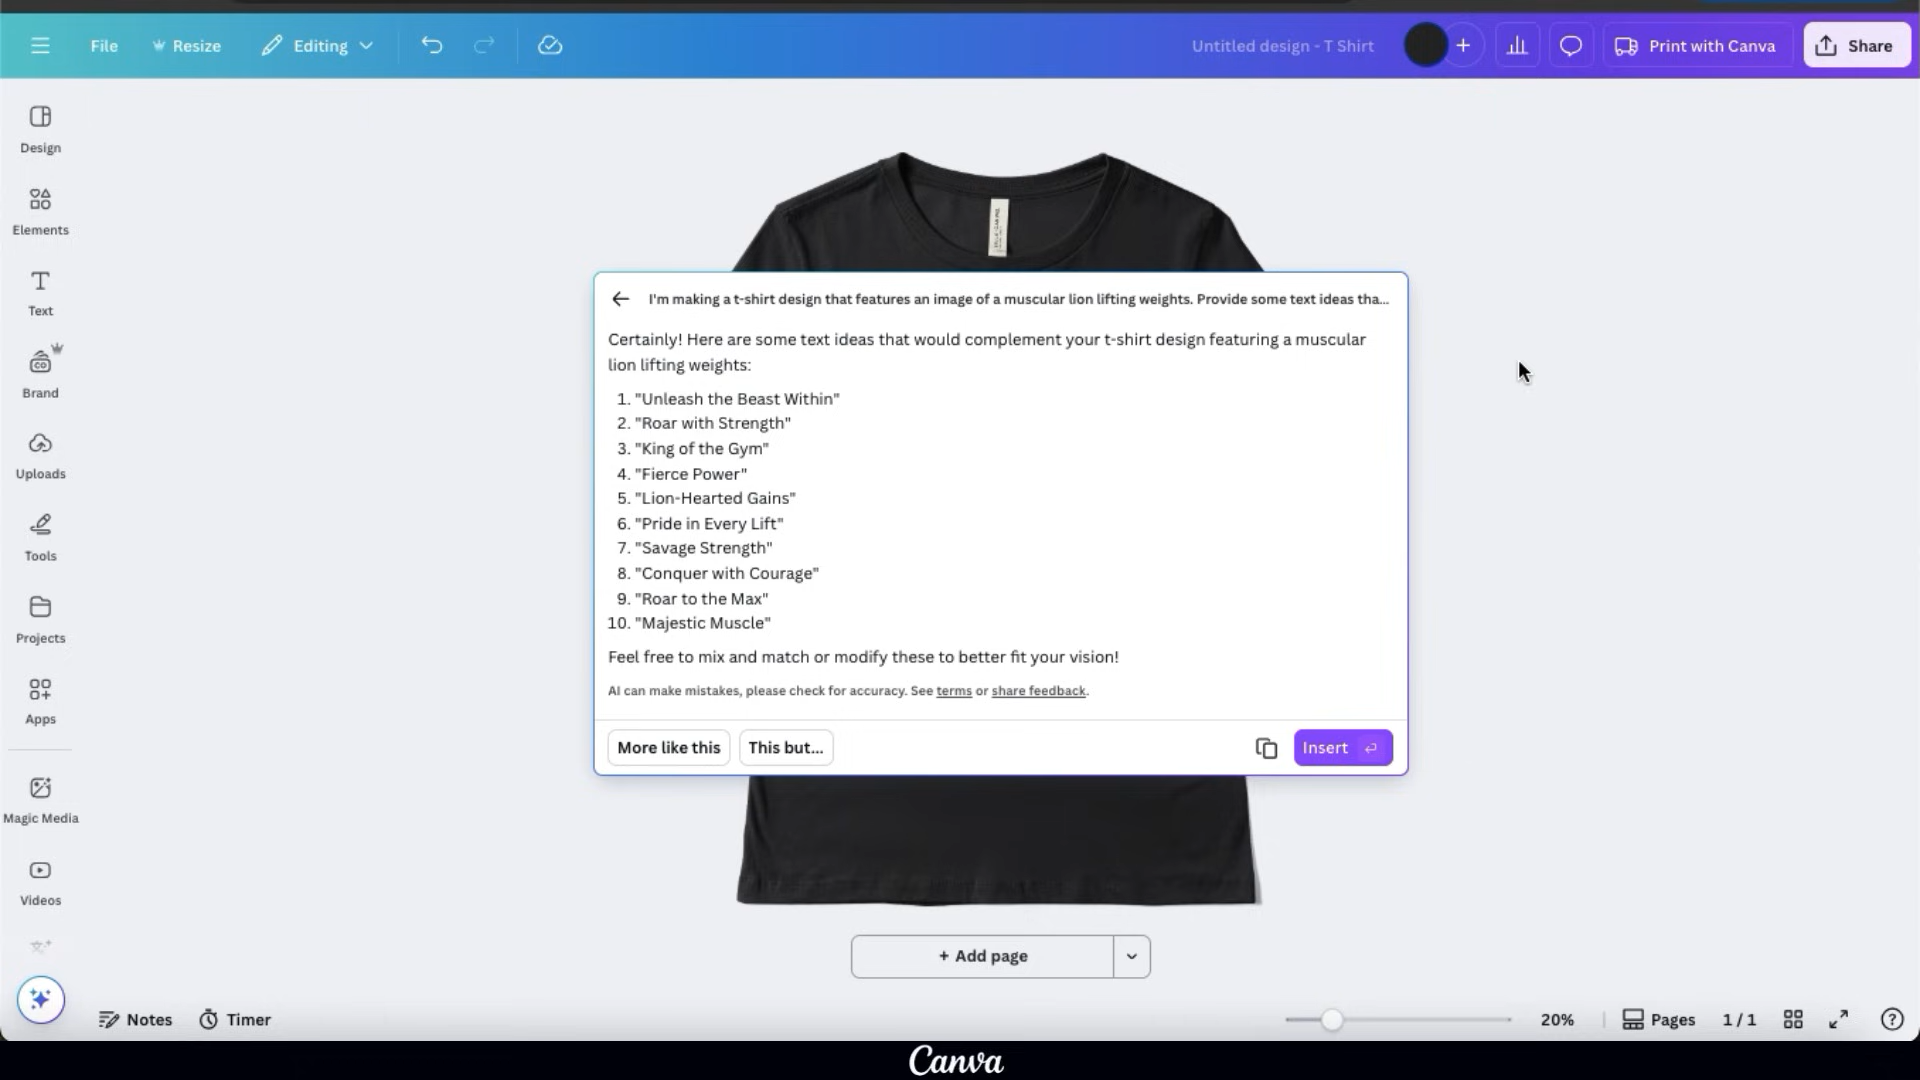 File
Resize
Editing
Untitled design - T Shirt
+
Print with Canva
Share
Design
Elements
Text
Brand
Uploads
Tools
Projects
Apps
Magic Media
Videos
I'm making a t-shirt design that features an image of a muscular lion lifting weights. Provide some text ideas tha...
Certainly! Here are some text ideas that would complement your t-shirt design featuring a muscular
lion lifting weights:
1. "Unleash the Beast Within"
2. "Roar with Strength"
3. "King of the Gym"
4. "Fierce Power"
5. "Lion-Hearted Gains"
6. "Pride in Every Lift"
7. "Savage Strength"
8. "Conquer with Courage"
9. "Roar to the Max"
10. "Majestic Muscle"
Feel free to mix and match or modify these to better fit your vision!
AI can make mistakes, please check for accuracy. See terms or share feedback.
More like this
This but...
Insert
+ Add page
Notes
Timer
20%
Pages
1 / 1
Canva